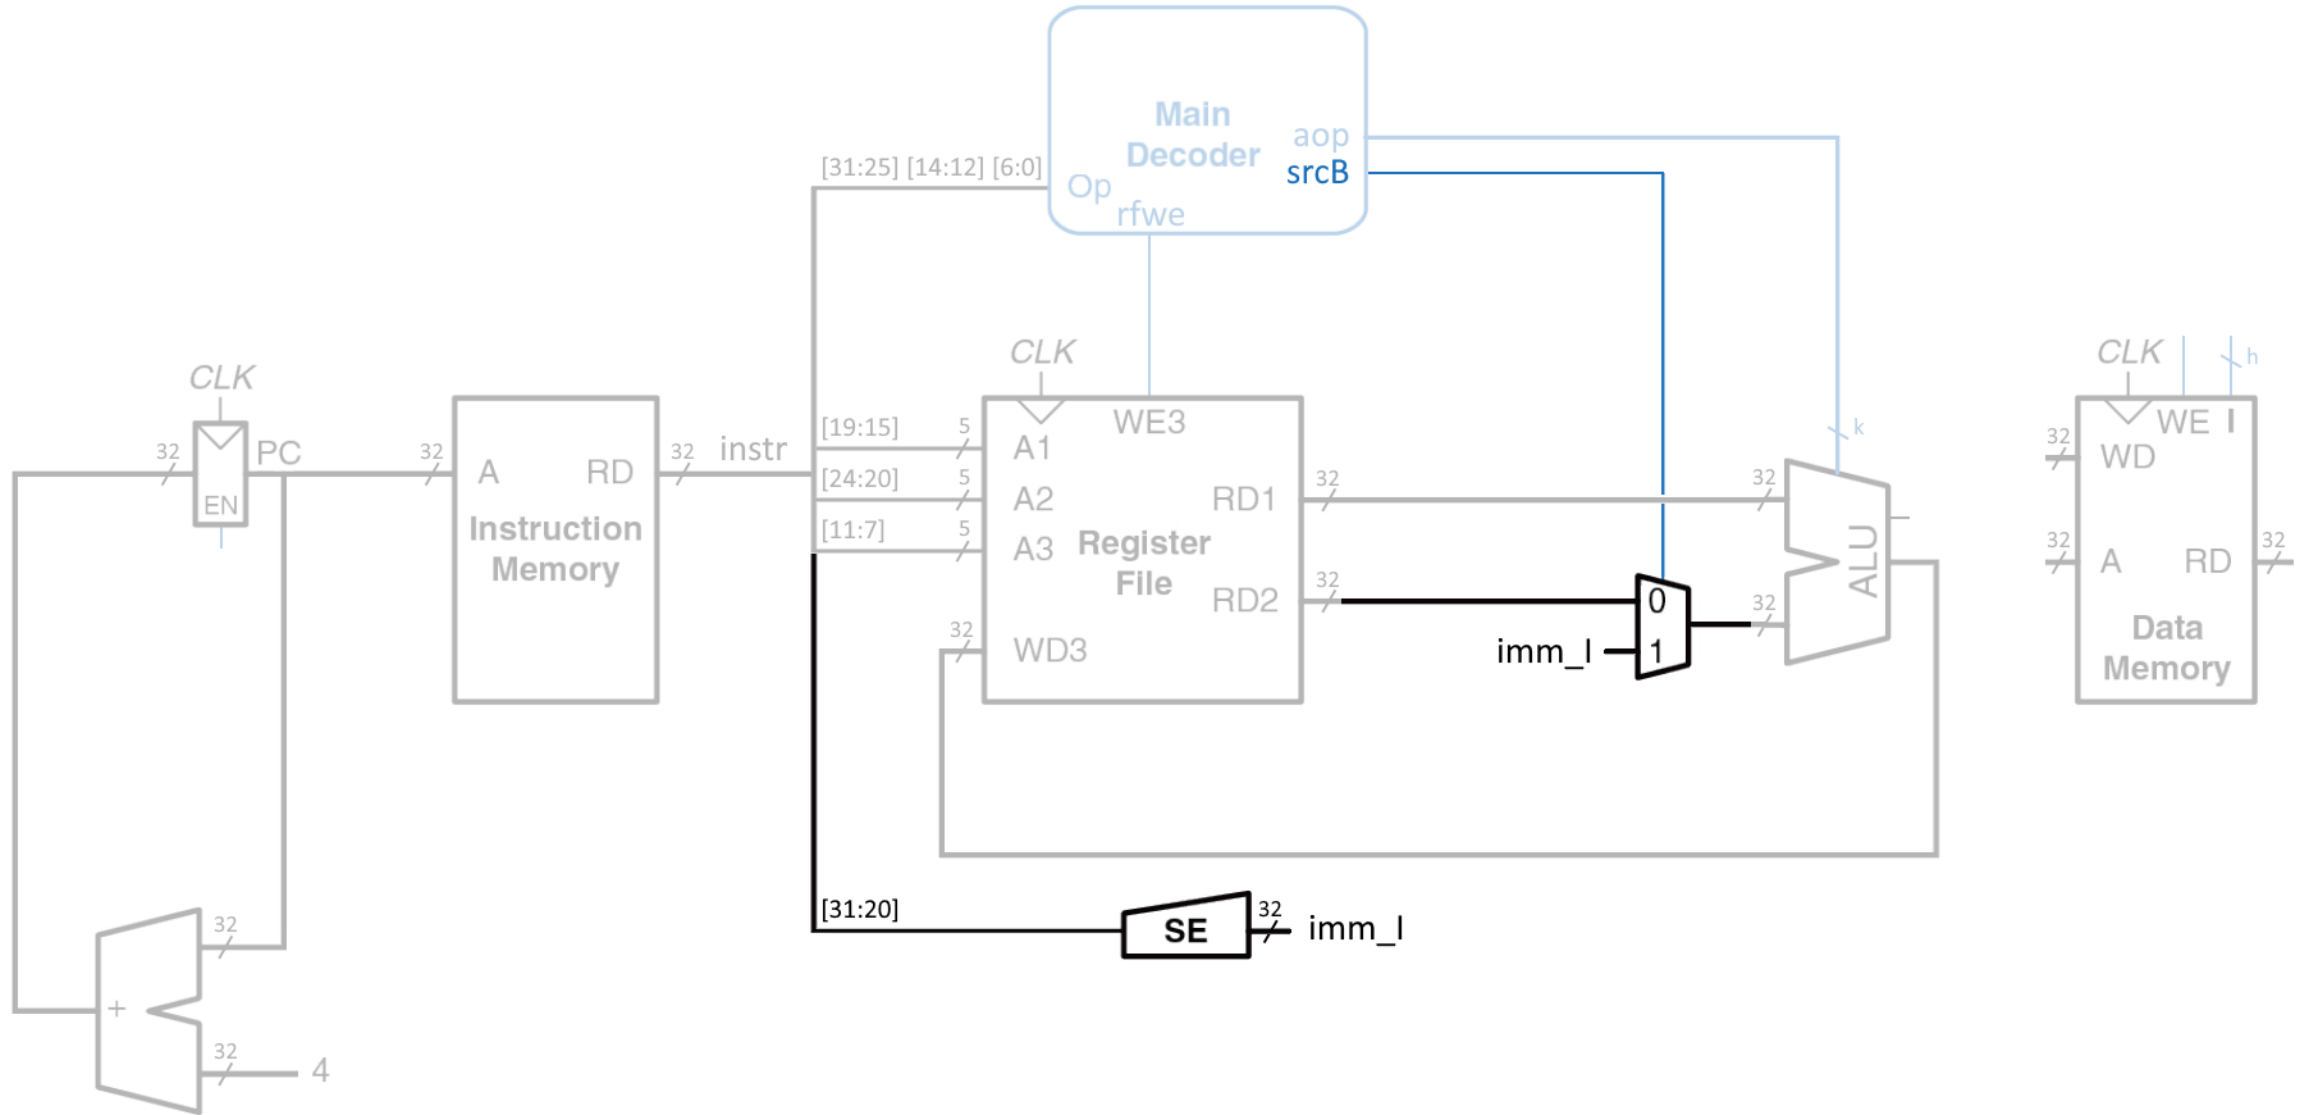 Main
Decoder
aop
srcB
Op
rfwe
[31:25] [14:12] [6:0]
CLK
32
PC
EN
32
A
RD
32
Instruction
Memory
instr
[19:15]
5
[24:20]
5
[11:7]
5
CLK
WE3
A1
A2
A3
RD1
32
Register
File
RD2
32
32
WD3
0
1
imm_I
32
32
k
ALU
CLK
h
WE
I
32
WD
32
A
RD
32
Data
Memory
[31:20]
SE
32
imm_I
32
+
32
4